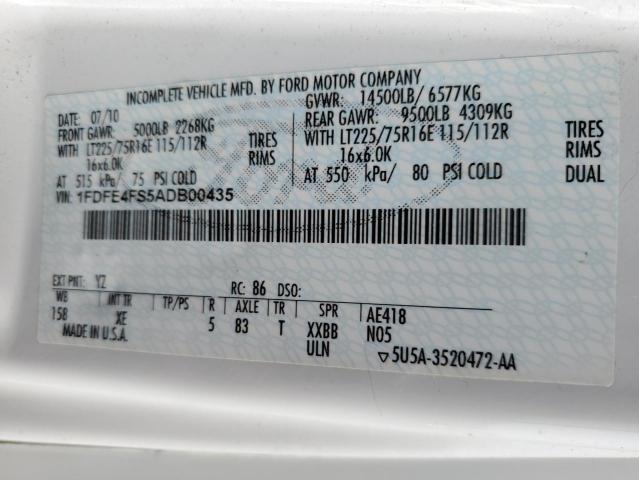 INCOMPLETE VEHICLE MFD. BY FORD MOTOR COMPANY
DATE: 07/10 GVWR: 14500LB/ 6577KG
FRONT GAWR: 5000LB 2268KG REAR GAWR: 9500LB 4309KG
WITH LT225/75R16E 115/112R TIRES WITH LT225/75R16E 115/112R TIRES
16x6.0K RIMS 16x6.0K RIMS
AT 515 kPa/ 75 PSI COLD AT 550 kPa/ 80 PSI COLD DUAL
VIN: 1FDFE4FS5ADB00435
EXT PNT: YZ RC: 86 DSO:
WB INT TR TP/PS R AXLE TR SPR AE418
158 XE 5 83 T XXBB N05
MADE IN U.S.A. ULN ▽5U5A-3520472-AA